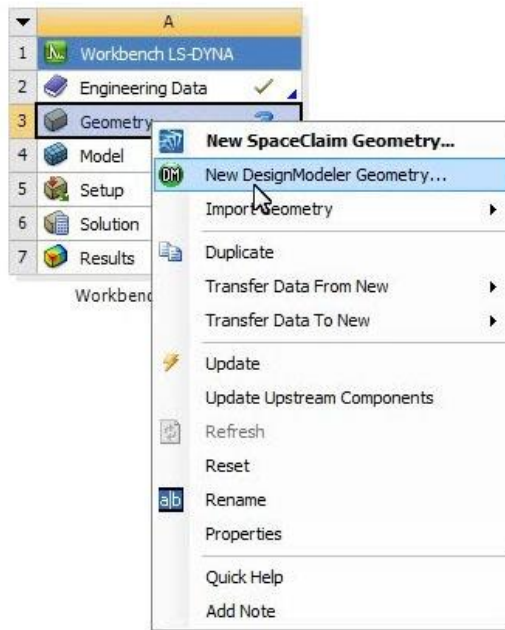 A
1 Workbench LS-DYNA
2 Engineering Data
3 Geometry
4 Model
5 Setup
6 Solution
7 Results
New SpaceClaim Geometry...
DM New DesignModeler Geometry...
Import Geometry
Duplicate
Transfer Data From New
Transfer Data To New
Update
Update Upstream Components
Refresh
Reset
a|b Rename
Properties
Quick Help
Add Note